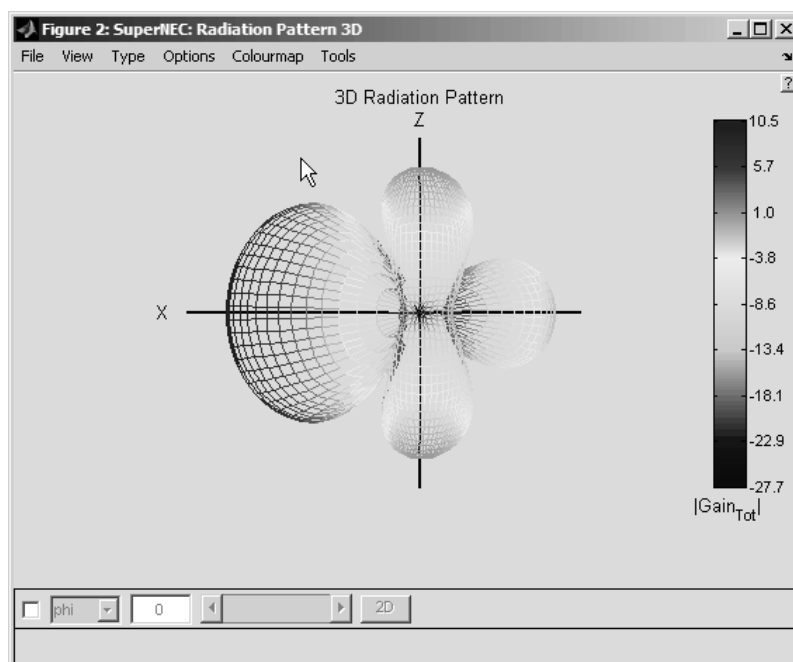 Figure 2: SuperNEC: Radiation Pattern 3D
File View Type Options Colourmap Tools
?
3D Radiation Pattern
Z
X
10.5
5.7
1.0
-3.8
-8.6
-13.4
-18.1
-22.9
-27.7
|Gain_Tot|
phi 0 2D